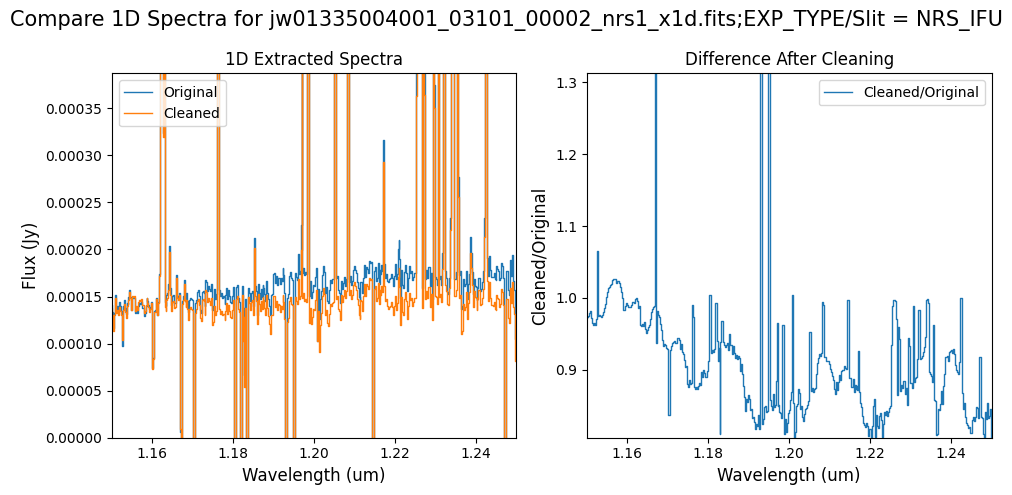 Compare 1D Spectra for jw01335004001_03101_00002_nrs1_x1d.fits;EXP_TYPE/Slit = NRS_IFU
1D Extracted Spectra
Original
Cleaned
Flux (Jy)
0.00035
0.00030
0.00025
0.00020
0.00015
0.00010
0.00005
0.00000
1.16 1.18 1.20 1.22 1.24
Wavelength (um)
Difference After Cleaning
Cleaned/Original
Cleaned/Original
1.3
1.2
1.1
1.0
0.9
1.16 1.18 1.20 1.22 1.24
Wavelength (um)